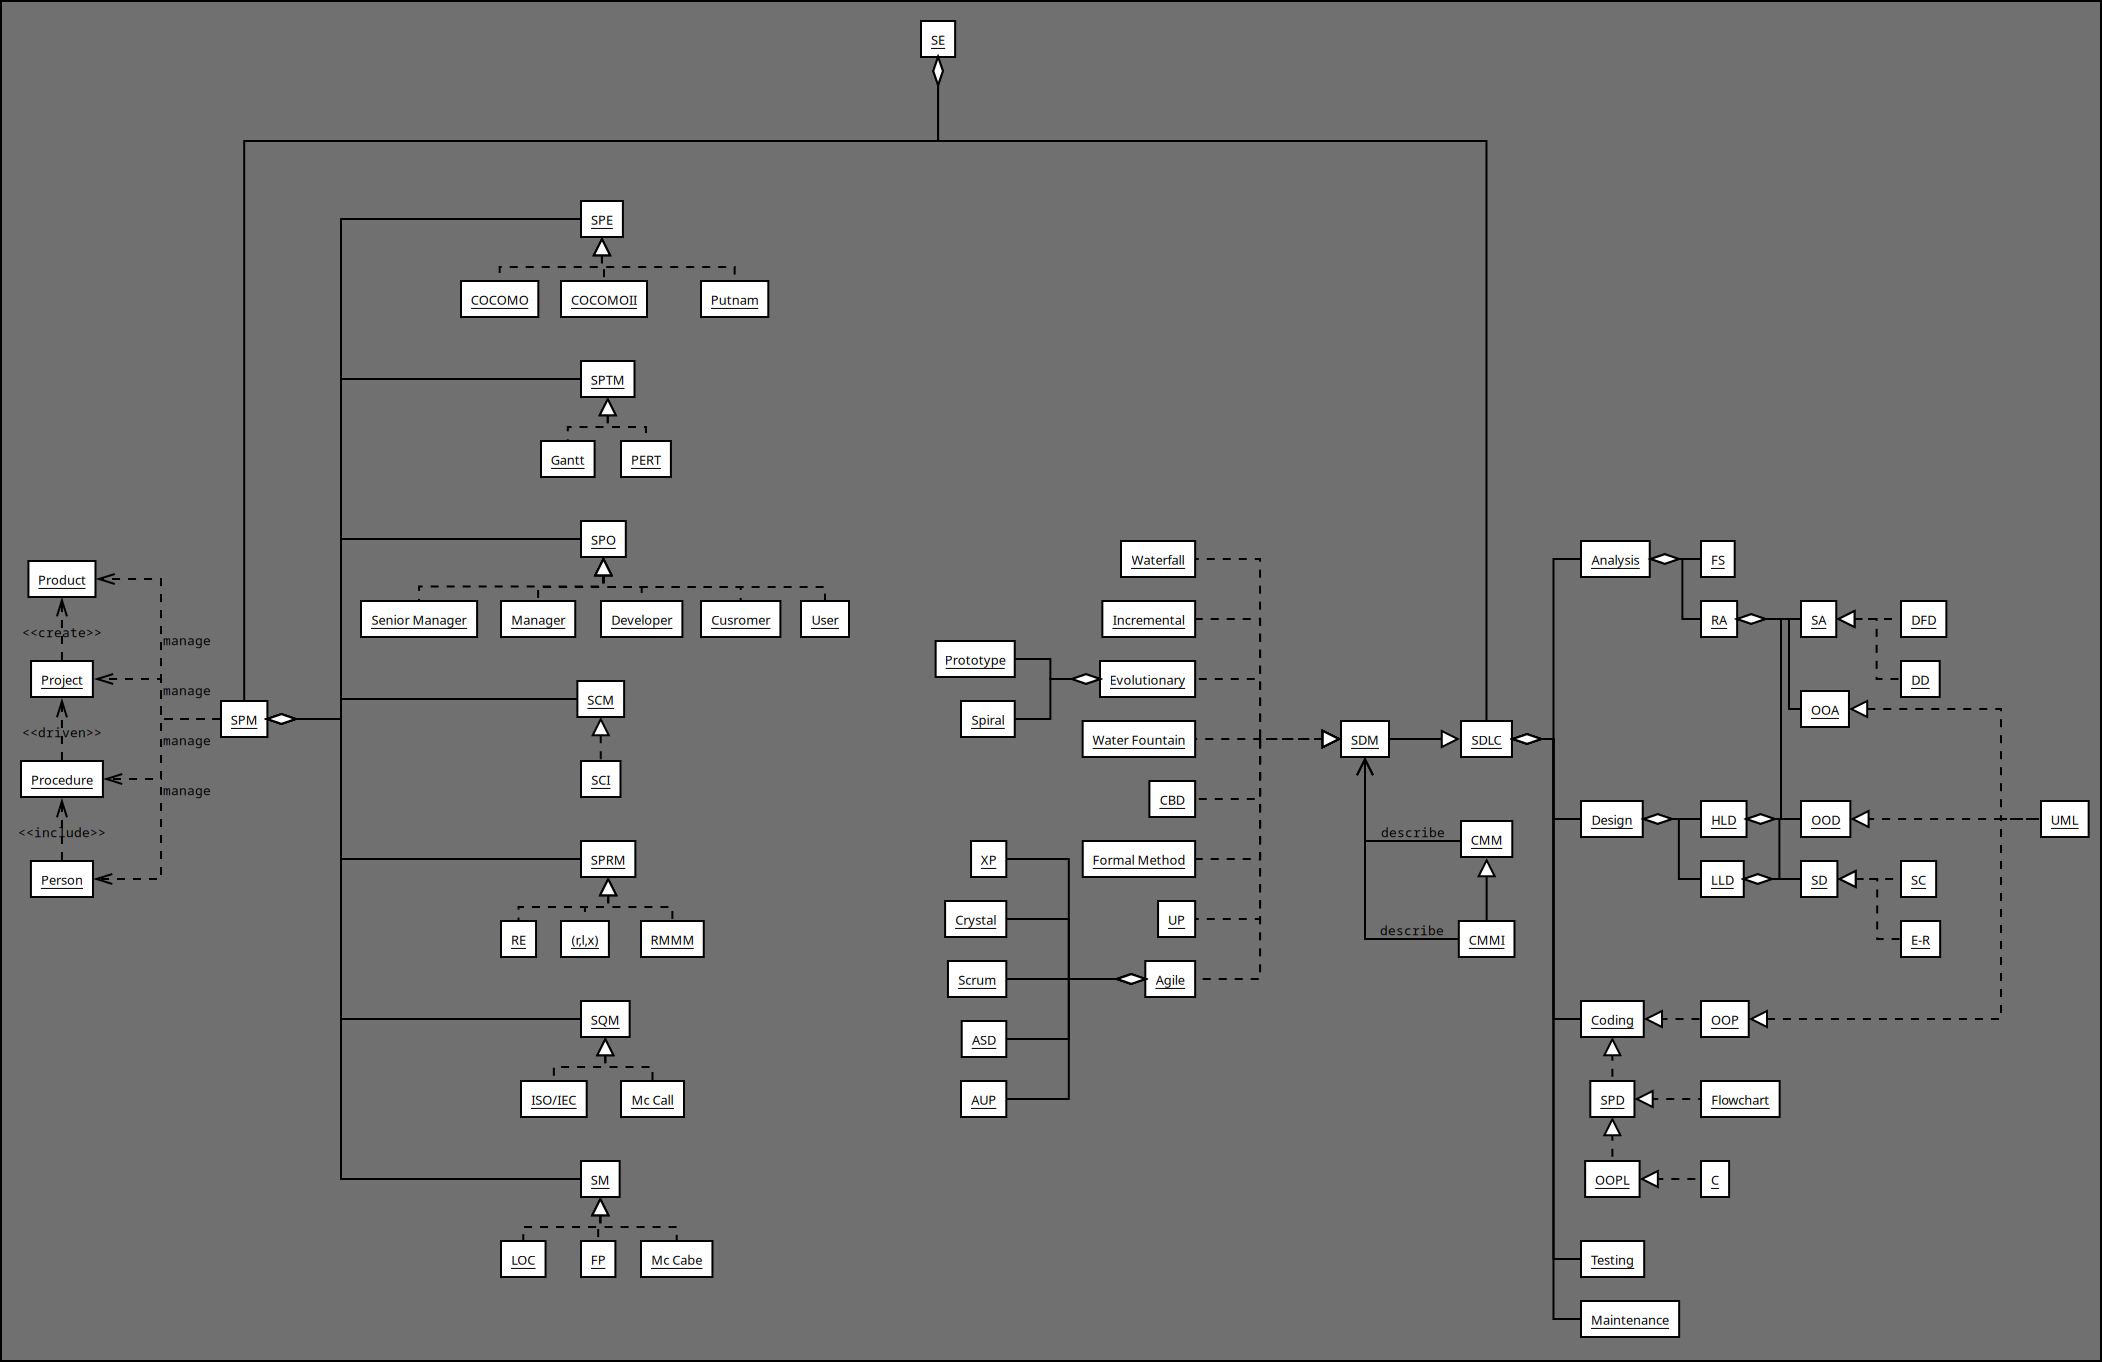 SE
SPE
COCOMO
COCOMOII
Putnam
SPTM
Gantt
PERT
SPO
Senior Manager
Manager
Developer
Cusromer
User
SCM
SCI
SPRM
RE
(r,l,x)
RMMM
SQM
ISO/IEC
Mc Call
SM
LOC
FP
Mc Cabe
Product
<<create>>
Project
<<driven>>
Procedure
<<include>>
Person
manage
manage
manage
manage
SPM
Waterfall
Incremental
Prototype
Evolutionary
Spiral
Water Fountain
CBD
XP
Formal Method
Crystal
UP
Scrum
Agile
ASD
AUP
SDM
SDLC
describe
CMM
describe
CMMI
Analysis
FS
RA
SA
DFD
DD
OOA
Design
HLD
OOD
UML
LLD
SD
SC
E-R
Coding
OOP
SPD
Flowchart
OOPL
C
Testing
Maintenance